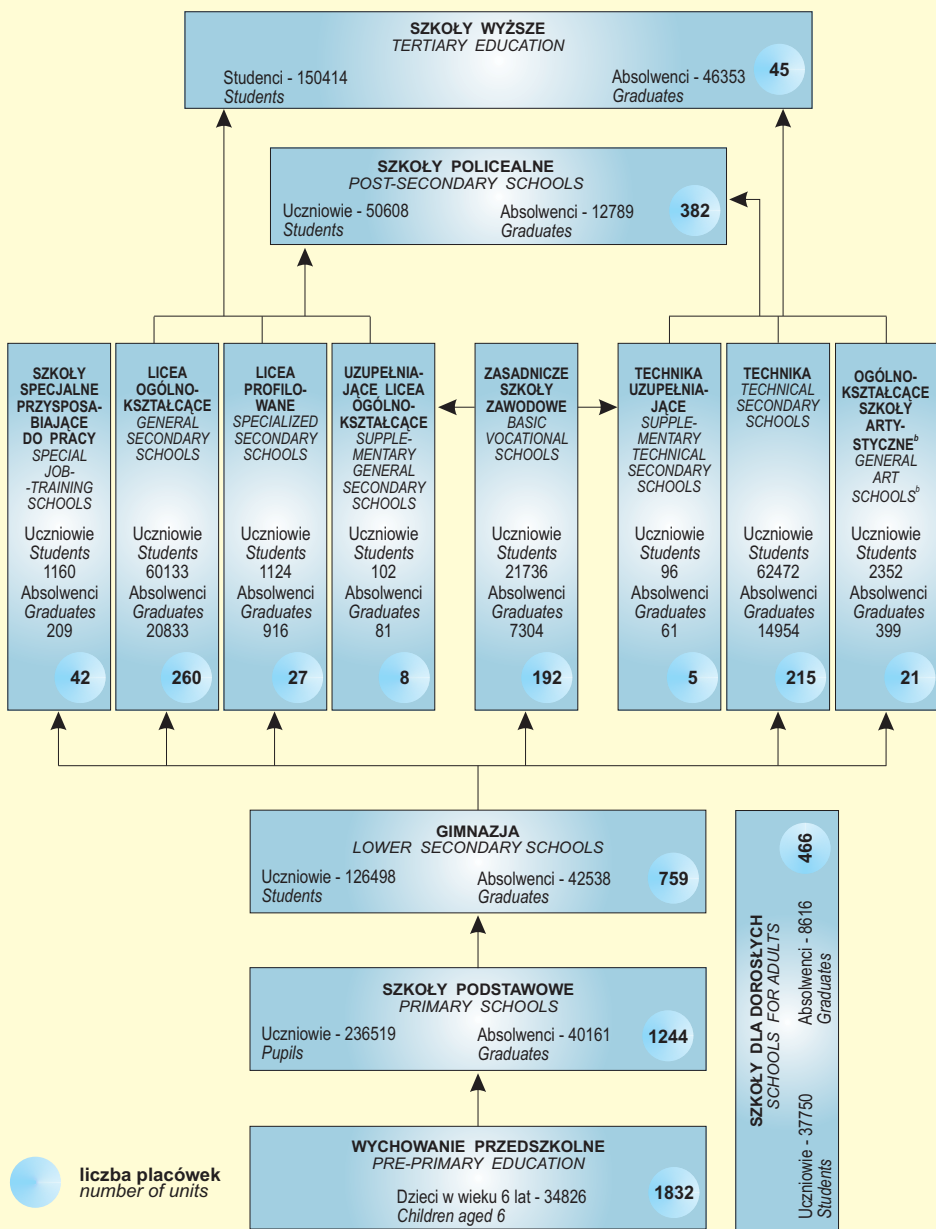 SZKOŁY WYŻSZE
TERTIARY EDUCATION
Studenci - 150414
Students
Absolwenci - 46353
Graduates
45
SZKOŁY POLICEALNE
POST-SECONDARY SCHOOLS
Uczniowie - 50608
Students
Absolwenci - 12789
Graduates
382
SZKOŁY
SPECJALNE
PRZYSPOSA-
BIAJĄCE
DO PRACY
SPECIAL
JOB-
-TRAINING
SCHOOLS
Uczniowie
Students
1160
Absolwenci
Graduates
209
42
LICEA
OGÓLNO-
KSZTAŁCĄCE
GENERAL
SECONDARY
SCHOOLS
Uczniowie
Students
60133
Absolwenci
Graduates
20833
260
LICEA
PROFILO-
WANE
SPECIALIZED
SECONDARY
SCHOOLS
Uczniowie
Students
1124
Absolwenci
Graduates
916
27
UZUPEŁNIA-
JĄCE LICEA
ÓGÓLNO-
KSZTAŁCĄCE
SUPPLE-
MENTARY
GENERAL
SECONDARY
SCHOOLS
Uczniowie
Students
102
Absolwenci
Graduates
81
8
ZASADNICZE
SZKOŁY
ZAWODOWE
BASIC
VOCATIONAL
SCHOOLS
Uczniowie
Students
21736
Absolwenci
Graduates
7304
192
TECHNIKA
UZUPEŁNIA-
JĄCE
SUPPLE-
MENTARY
TECHNICAL
SECONDARY
SCHOOLS
Uczniowie
Students
96
Absolwenci
Graduates
61
5
TECHNIKA
TECHNICAL
SECONDARY
SCHOOLS
Uczniowie
Students
62472
Absolwenci
Graduates
14954
215
OGÓLNO-
KSZTAŁCĄCE
SZKOŁY
ARTY-
STYCZNEᵇ
GENERAL
ART
SCHOOLSᵇ
Uczniowie
Students
2352
Absolwenci
Graduates
399
21
GIMNAZJA
LOWER SECONDARY SCHOOLS
Uczniowie - 126498
Students
Absolwenci - 42538
Graduates
759
SZKOŁY PODSTAWOWE
PRIMARY SCHOOLS
Uczniowie - 236519
Pupils
Absolwenci - 40161
Graduates
1244
WYCHOWANIE PRZEDSZKOLNE
PRE-PRIMARY EDUCATION
Dzieci w wieku 6 lat - 34826
Children aged 6
1832
SZKOŁY DLA DOROSŁYCH
SCHOOLS FOR ADULTS
Uczniowie - 37750
Students
Absolwenci - 8616
Graduates
466
liczba placówek
number of units